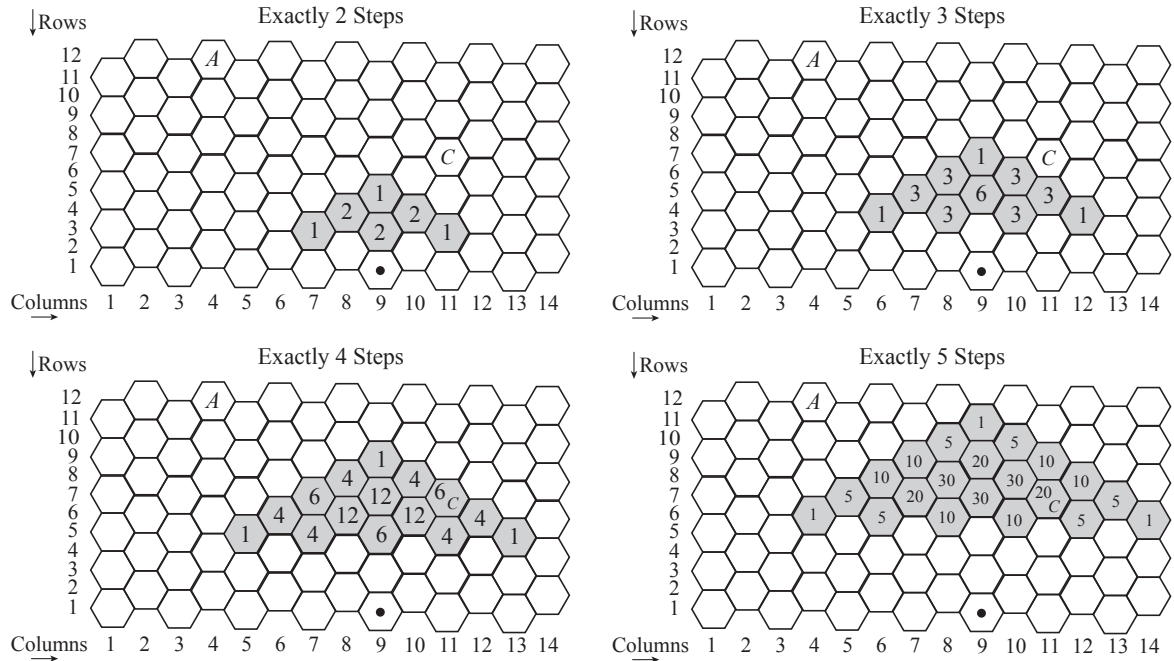 Exactly 2 Steps
↓Rows
12 A
11
10
9
8
7 C
6
5 1
4 2 2
3 1 2 1
2
1 •
Columns 1 2 3 4 5 6 7 8 9 10 11 12 13 14
→
Exactly 3 Steps
↓Rows
12 A
11
10
9
8
7 1 C
6 3 3
5 3 6 3
4 1 3 3 1
3
2
1 •
Columns 1 2 3 4 5 6 7 8 9 10 11 12 13 14
→
Exactly 4 Steps
↓Rows
12 A
11
10
9 1
8 4 4
7 6 12 6 C
6 4 12 12 4
5 1 4 6 4 1
4
3
2
1 •
Columns 1 2 3 4 5 6 7 8 9 10 11 12 13 14
→
Exactly 5 Steps
↓Rows
12 A
11 1
10 5 5
9 10 20 10
8 10 30 30 10
7 5 20 30 20 C 5
6 1 5 10 10 5 1
5
4
3
2
1 •
Columns 1 2 3 4 5 6 7 8 9 10 11 12 13 14
→